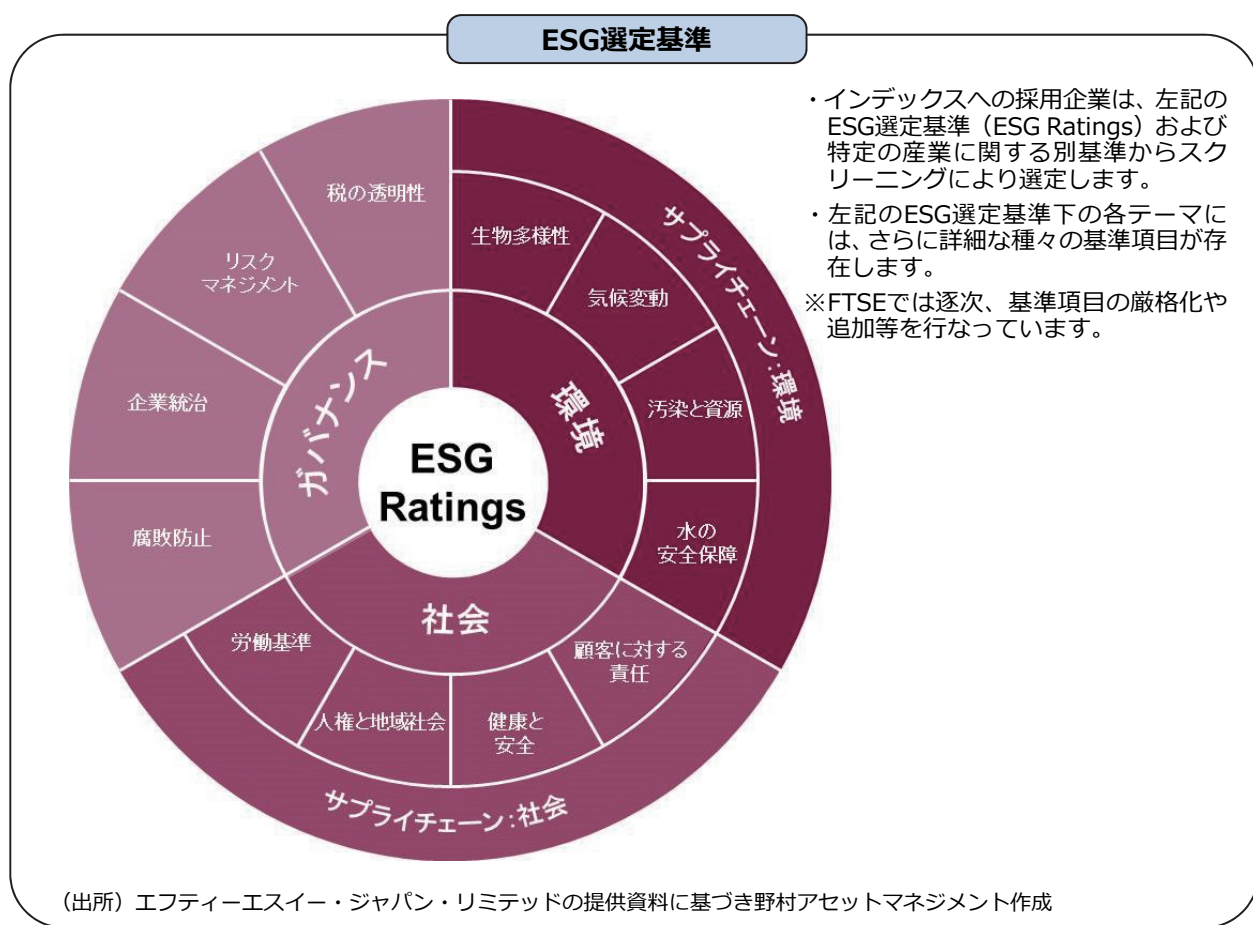 ESG選定基準
・インデックスへの採用企業は、左記の
ESG選定基準（ESG Ratings）および
特定の産業に関する別基準からスク
リーニングにより選定します。
・左記のESG選定基準下の各テーマに
は、さらに詳細な種々の基準項目が存
在します。
※FTSEでは逐次、基準項目の厳格化や
追加等を行なっています。
税の透明性
リスク
マネジメント
企業統治
腐敗防止
ガバナンス
生物多様性
気候変動
汚染と資源
水の
安全保障
環境
サプライチェーン:環境
ESG
Ratings
社会
労働基準
人権と地域社会
健康と
安全
顧客に対する
責任
サプライチェーン:社会
（出所）エフティーエスイー・ジャパン・リミテッドの提供資料に基づき野村アセットマネジメント作成